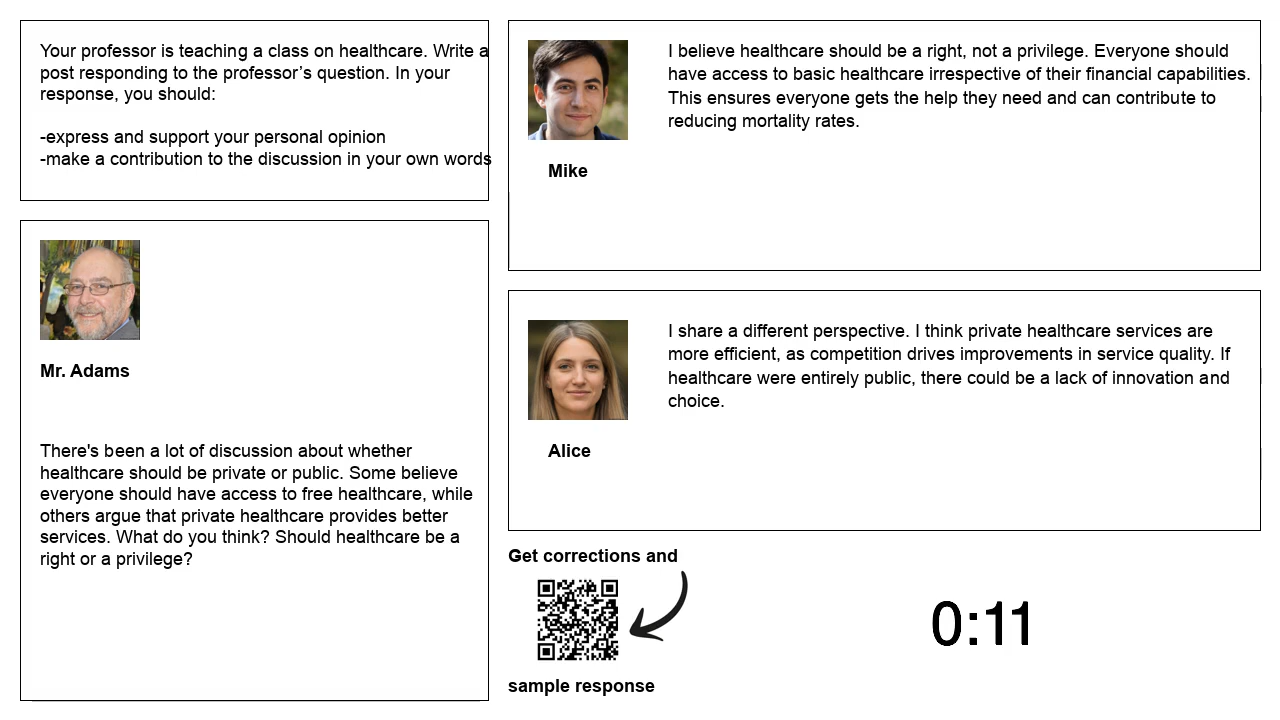 Your professor is teaching a class on healthcare. Write a
post responding to the professor’s question. In your
response, you should:
-express and support your personal opinion
-make a contribution to the discussion in your own words
Mr. Adams
There's been a lot of discussion about whether
healthcare should be private or public. Some believe
everyone should have access to free healthcare, while
others argue that private healthcare provides better
services. What do you think? Should healthcare be a
right or a privilege?
I believe healthcare should be a right, not a privilege. Everyone should
have access to basic healthcare irrespective of their financial capabilities.
This ensures everyone gets the help they need and can contribute to
reducing mortality rates.
Mike
I share a different perspective. I think private healthcare services are
more efficient, as competition drives improvements in service quality. If
healthcare were entirely public, there could be a lack of innovation and
choice.
Alice
Get corrections and
sample response
0:11